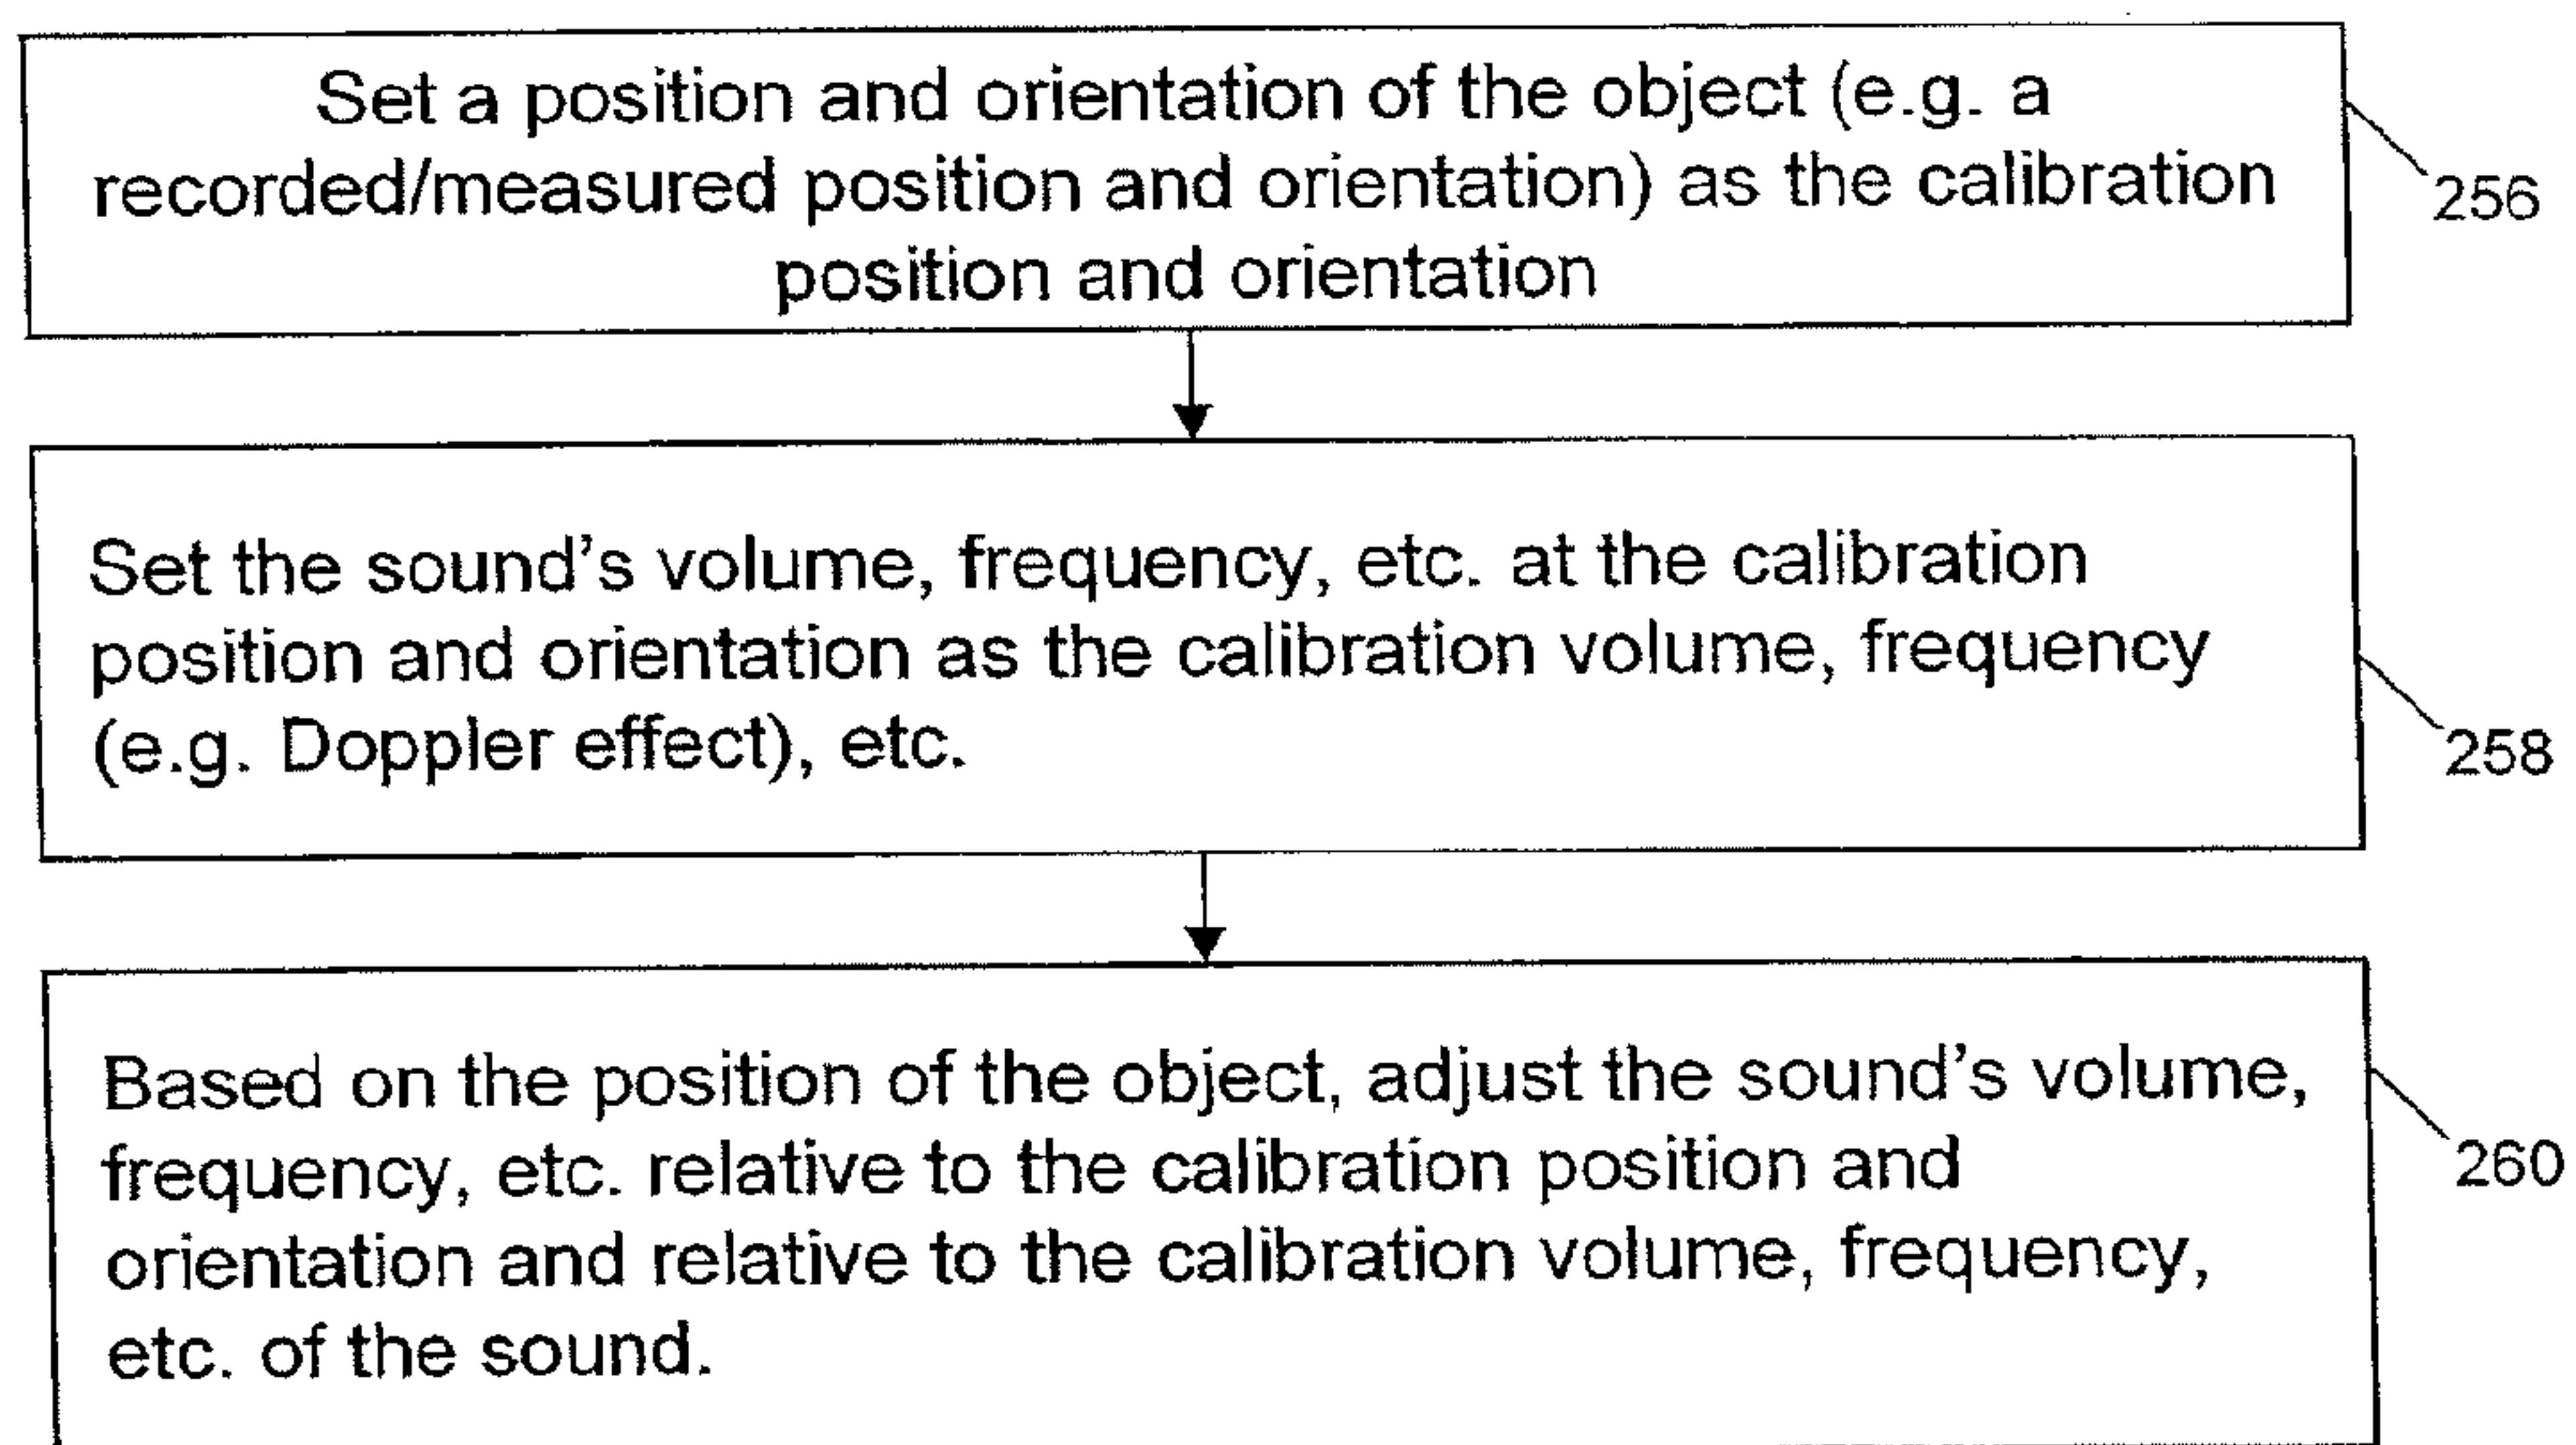 Set a position and orientation of the object (e.g. a
recorded/measured position and orientation) as the calibration
position and orientation
256
Set the sound's volume, frequency, etc. at the calibration
position and orientation as the calibration volume, frequency
(e.g. Doppler effect), etc.
258
Based on the position of the object, adjust the sound's volume,
frequency, etc. relative to the calibration position and
orientation and relative to the calibration volume, frequency,
etc. of the sound.
260